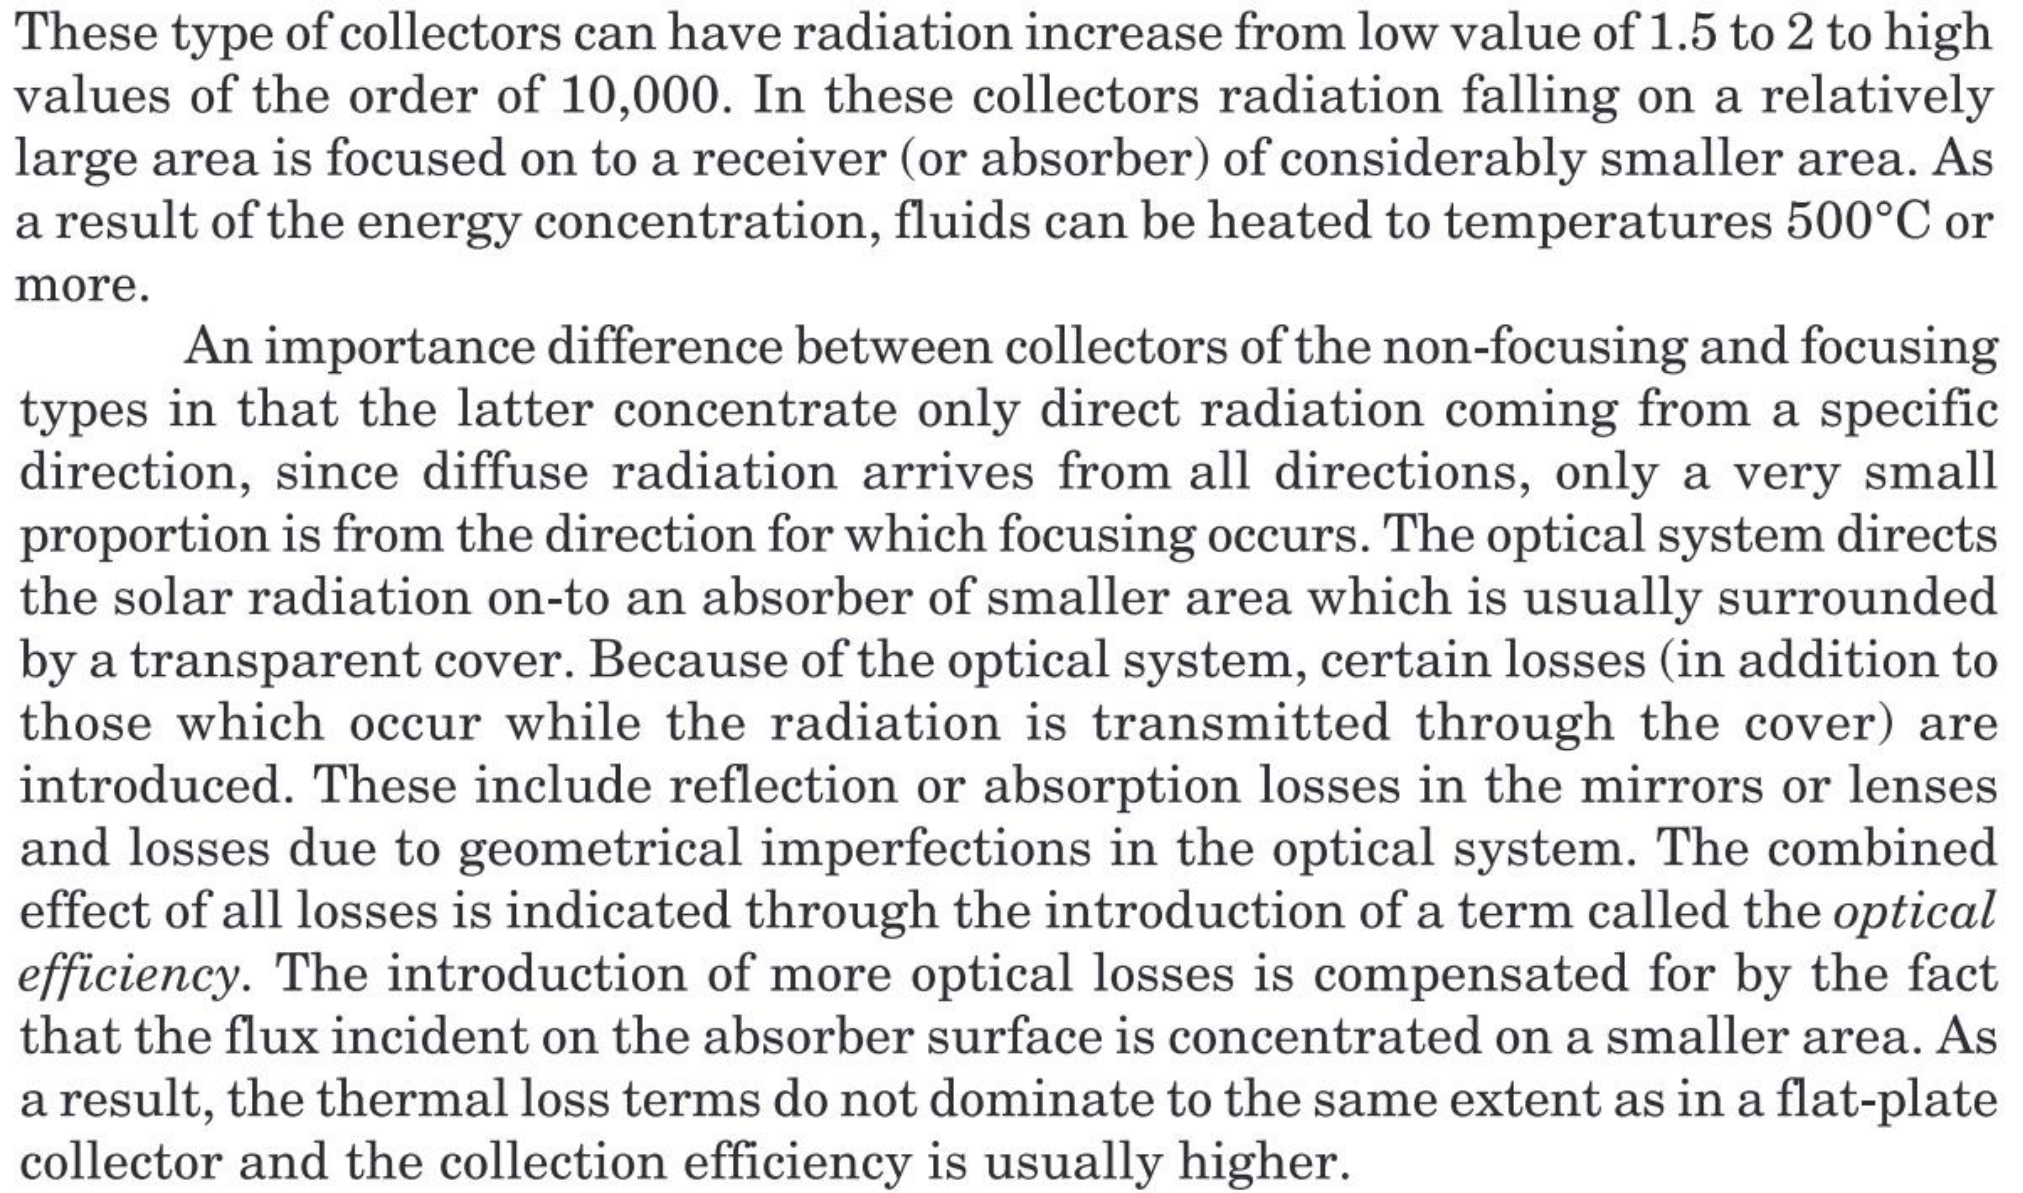 These type of collectors can have radiation increase from low value of 1.5 to 2 to high
values of the order of 10,000. In these collectors radiation falling on a relatively
large area is focused on to a receiver (or absorber) of considerably smaller area. As
a result of the energy concentration, fluids can be heated to temperatures 500°C or
more.
An importance difference between collectors of the non-focusing and focusing
types in that the latter concentrate only direct radiation coming from a specific
direction, since diffuse radiation arrives from all directions, only a very small
proportion is from the direction for which focusing occurs. The optical system directs
the solar radiation on-to an absorber of smaller area which is usually surrounded
by a transparent cover. Because of the optical system, certain losses (in addition to
those which occur while the radiation is transmitted through the cover) are
introduced. These include reflection or absorption losses in the mirrors or lenses
and losses due to geometrical imperfections in the optical system. The combined
effect of all losses is indicated through the introduction of a term called the optical
efficiency. The introduction of more optical losses is compensated for by the fact
that the flux incident on the absorber surface is concentrated on a smaller area. As
a result, the thermal loss terms do not dominate to the same extent as in a flat-plate
collector and the collection efficiency is usually higher.